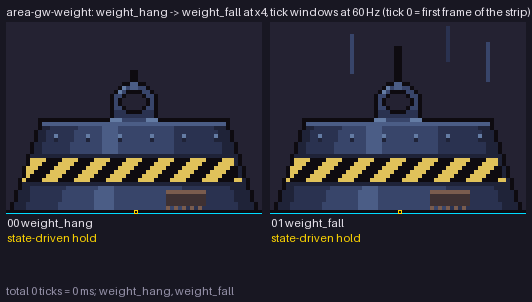 area-gw-weight: weight_hang -> weight_fall at x4, tick windows at 60 Hz (tick 0 = first frame of the strip)
00 weight_hang
state-driven hold
01 weight_fall
state-driven hold
total 0 ticks = 0 ms; weight_hang, weight_fall